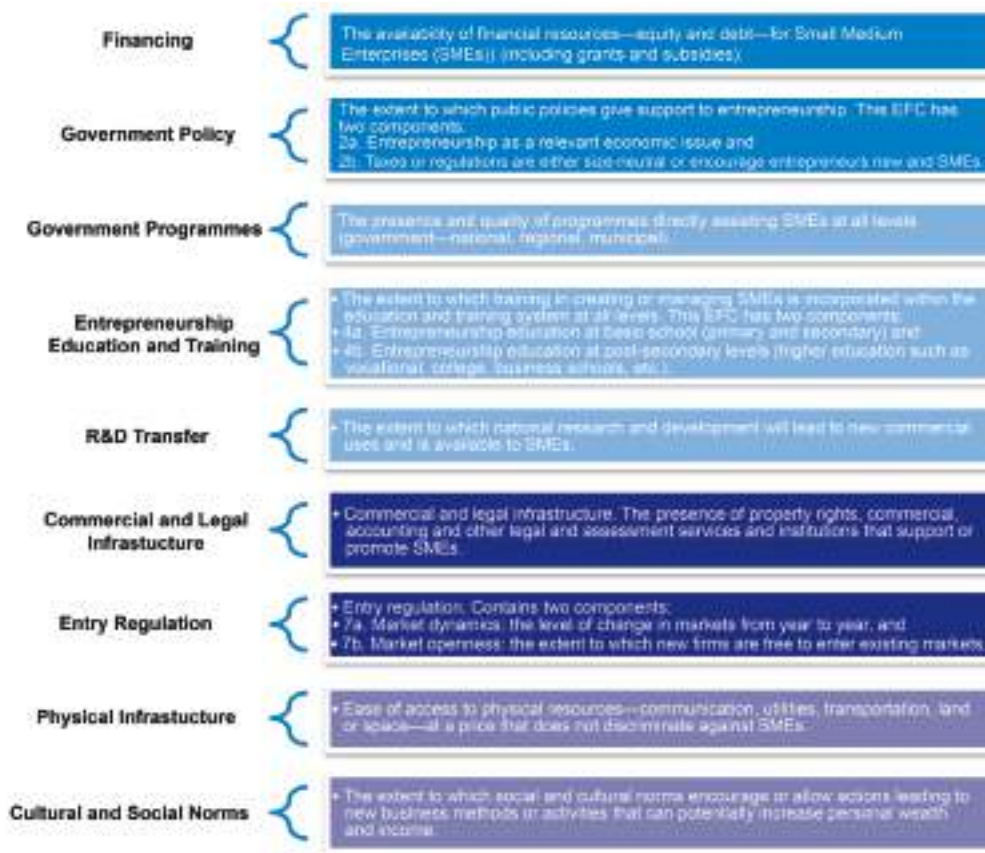 Financing
The availability of financial resources—equity and debt—for Small Medium
Enterprises (SMEs)) (including grants and subsidies).
Government Policy
The extent to which public policies give support to entrepreneurship. This EFC has
two components:
2a. Entrepreneurship as a relevant economic issue and
2b. Taxes or regulations are either size-neutral or encourage entrepreneurs new and SMEs.
Government Programmes
The presence and quality of programmes directly assisting SMEs at all levels
(government—national, regional, municipal).
Entrepreneurship
Education and Training
• The extent to which training in creating or managing SMEs is incorporated within the
education and training system at all levels. This EFC has two components:
• 4a. Entrepreneurship education at basic school (primary and secondary) and
• 4b. Entrepreneurship education at post-secondary levels (higher education such as
vocational, college, business schools, etc.).
R&D Transfer
• The extent to which national research and development will lead to new commercial
uses and is available to SMEs.
Commercial and Legal
Infrastucture
• Commercial and legal infrastructure. The presence of property rights, commercial,
accounting and other legal and assessment services and institutions that support or
promote SMEs.
Entry Regulation
• Entry regulation. Contains two components:
• 7a. Market dynamics: the level of change in markets from year to year, and
• 7b. Market openness: the extent to which new firms are free to enter existing markets.
Physical Infrastucture
• Ease of access to physical resources—communication, utilities, transportation, land
or space—at a price that does not discriminate against SMEs.
Cultural and Social Norms
• The extent to which social and cultural norms encourage or allow actions leading to
new business methods or activities that can potentially increase personal wealth
and income.